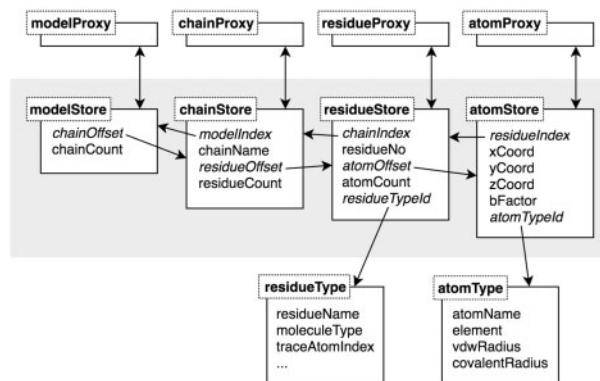 modelProxy
chainProxy
residueProxy
atomProxy
modelStore
chainOffset
chainCount
chainStore
modelIndex
chainName
residueOffset
residueCount
residueStore
chainIndex
residueNo
atomOffset
atomCount
residueTypeId
atomStore
residueIndex
xCoord
yCoord
zCoord
bFactor
atomTypeId
residueType
residueName
moleculeType
traceAtomIndex
...
atomType
atomName
element
vdwRadius
covalentRadius